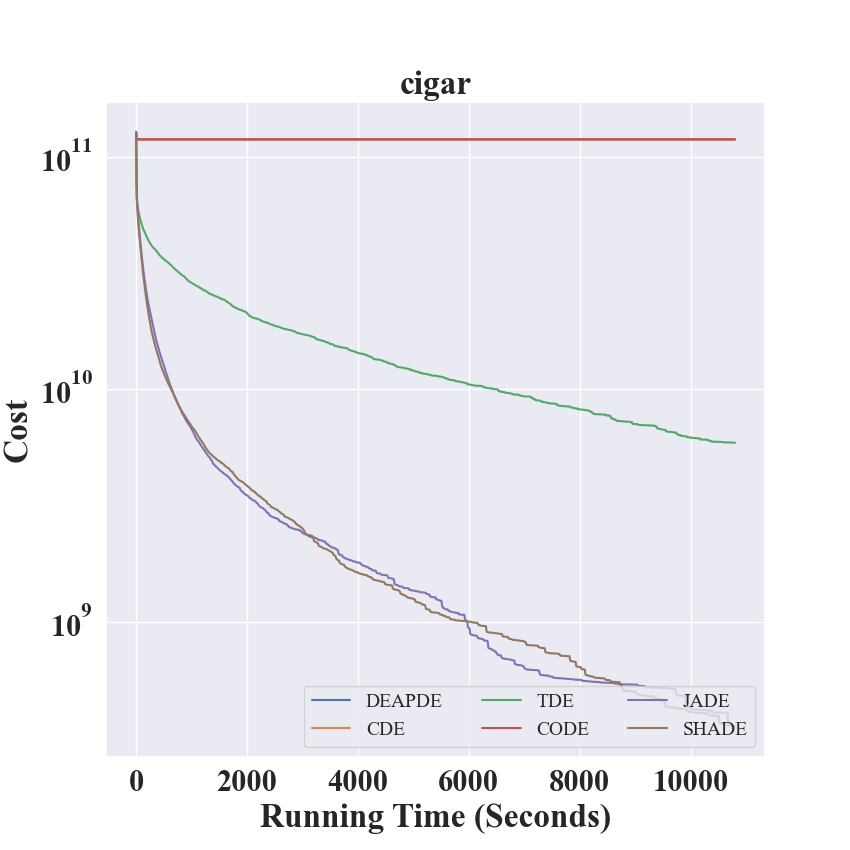 cigar
Cost
10^11
10^10
10^9
DEAPDE TDE JADE
CDE CODE SHADE
0 2000 4000 6000 8000 10000
Running Time (Seconds)